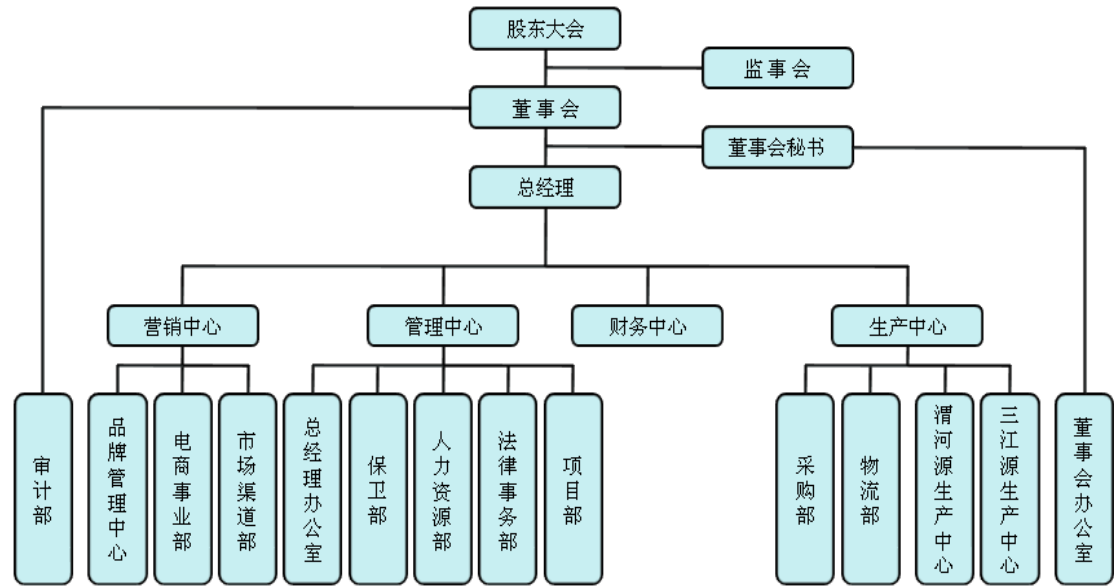 股东大会
监事会
董事会
董事会秘书
总经理
营销中心
管理中心
财务中心
生产中心
审计部
品牌管理中心
电商事业部
市场渠道部
总经理办公室
保卫部
人力资源部
法律事务部
项目部
采购部
物流部
渭河源生产中心
三江源生产中心
董事会办公室